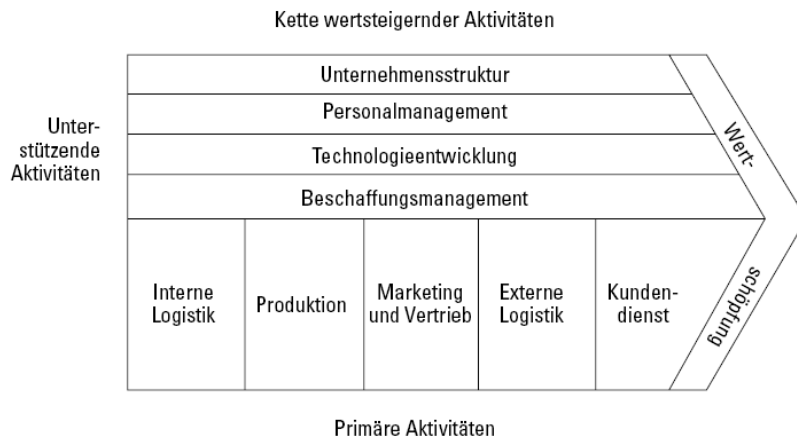 Kette wertsteigernder Aktivitäten
Unternehmensstruktur
Personalmanagement
Technologieentwicklung
Beschaffungsmanagement
Unter-
stützende
Aktivitäten
Interne
Logistik
Produktion
Marketing
und Vertrieb
Externe
Logistik
Kunden-
dienst
Wert-
schöpfung
Primäre Aktivitäten